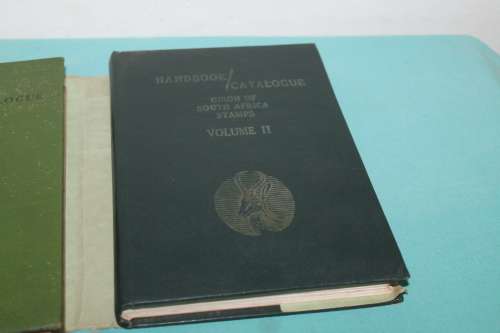 LOGUE
HANDBOOK/CATALOGUE
UNION OF
SOUTH AFRICA
STAMPS
VOLUME II